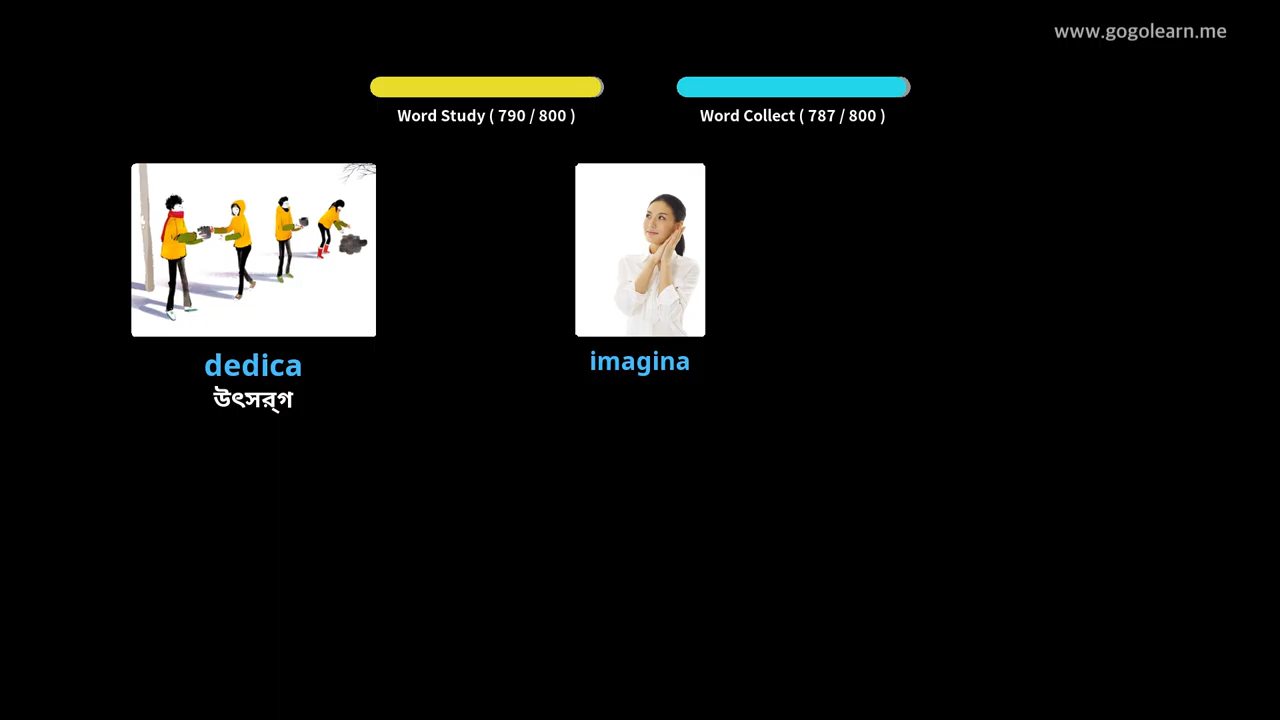 www.gogolearn.me
Word Study ( 790 / 800 )
Word Collect ( 787 / 800 )
dedica
উৎসর্গ
imagina